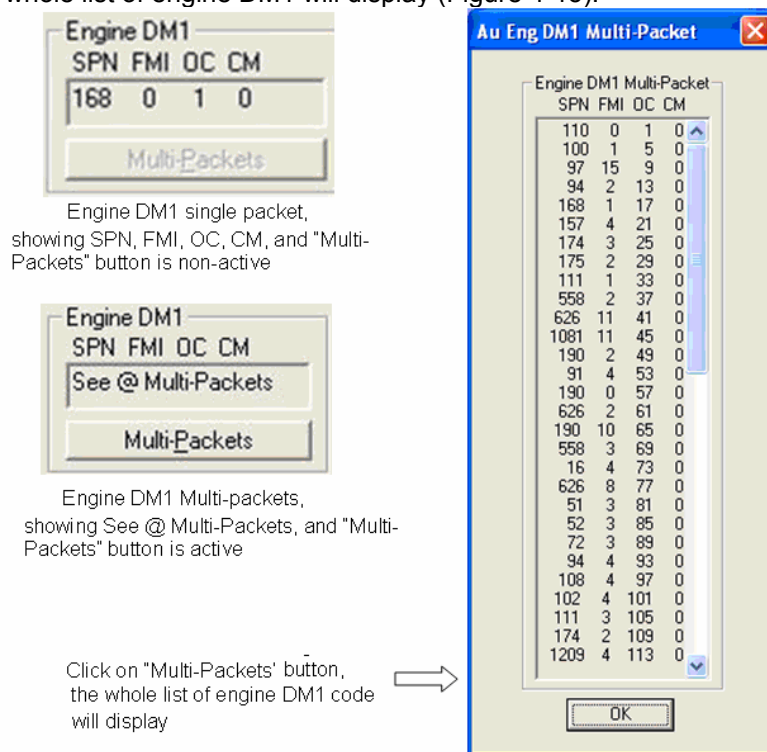 whole list of engine DM1 will display (Figure 4-15).
Engine DM1
SPN FMI OC CM
168 0 1 0
Multi-Packets
Engine DM1 single packet,
showing SPN, FMI, OC, CM, and "Multi-
Packets" button is non-active
Engine DM1
SPN FMI OC CM
See @ Multi-Packets
Multi-Packets
Engine DM1 Multi-packets,
showing See @ Multi-Packets, and "Multi-
Packets" button is active
Click on "Multi-Packets' button,
the whole list of engine DM1 code
will display
Au Eng DM1 Multi-Packet
Engine DM1 Multi-Packet
SPN FMI OC CM
110 0 1 0
100 1 5 0
97 15 9 0
94 2 13 0
168 1 17 0
157 4 21 0
174 3 25 0
175 2 29 0
111 1 33 0
558 2 37 0
626 11 41 0
1081 11 45 0
190 2 49 0
91 4 53 0
190 0 57 0
626 2 61 0
190 10 65 0
558 3 69 0
16 4 73 0
626 8 77 0
51 3 81 0
52 3 85 0
72 3 89 0
94 4 93 0
108 4 97 0
102 4 101 0
111 3 105 0
174 2 109 0
1209 4 113 0
OK